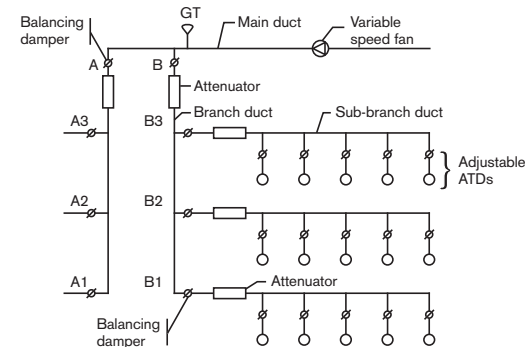 Balancing
damper
GT
Main duct
Variable
speed fan
A
B
Attenuator
Branch duct
Sub-branch duct
A3
B3
Adjustable
ATDs
A2
B2
A1
B1
Attenuator
Balancing
damper